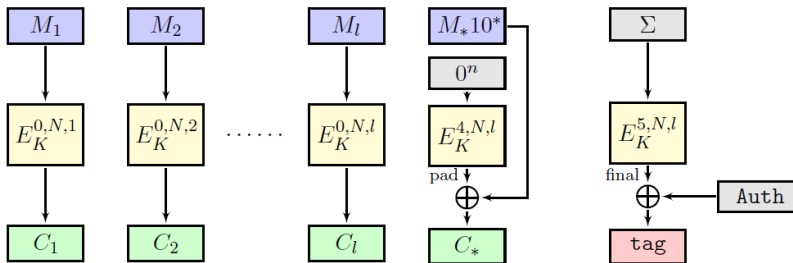 M_1 M_2 M_l M_*10^* Σ
0^n
E_K^{0,N,1} E_K^{0,N,2} ...... E_K^{0,N,l} E_K^{4,N,l} E_K^{5,N,l}
pad final
⊕ ⊕ Auth
C_1 C_2 C_l C_* tag